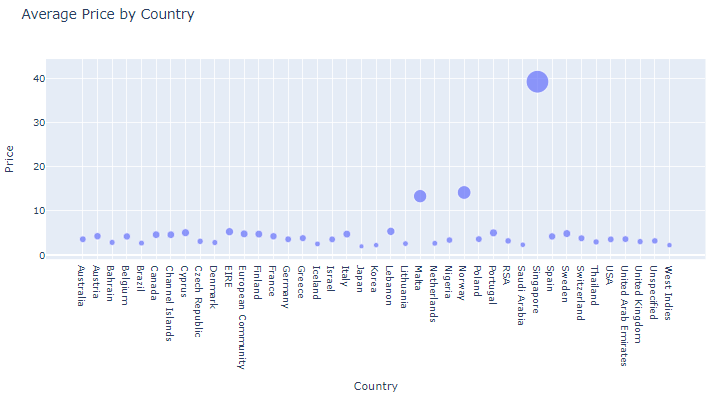 Average Price by Country
Price
40
30
20
10
0
Australia
Austria
Bahrain
Belgium
Brazil
Canada
Channel Islands
Cyprus
Czech Republic
Denmark
EIRE
European Community
Finland
France
Germany
Greece
Iceland
Israel
Italy
Japan
Korea
Lebanon
Lithuania
Malta
Netherlands
Nigeria
Norway
Poland
Portugal
RSA
Saudi Arabia
Singapore
Spain
Sweden
Switzerland
Thailand
USA
United Arab Emirates
United Kingdom
Unspecified
West Indies
Country